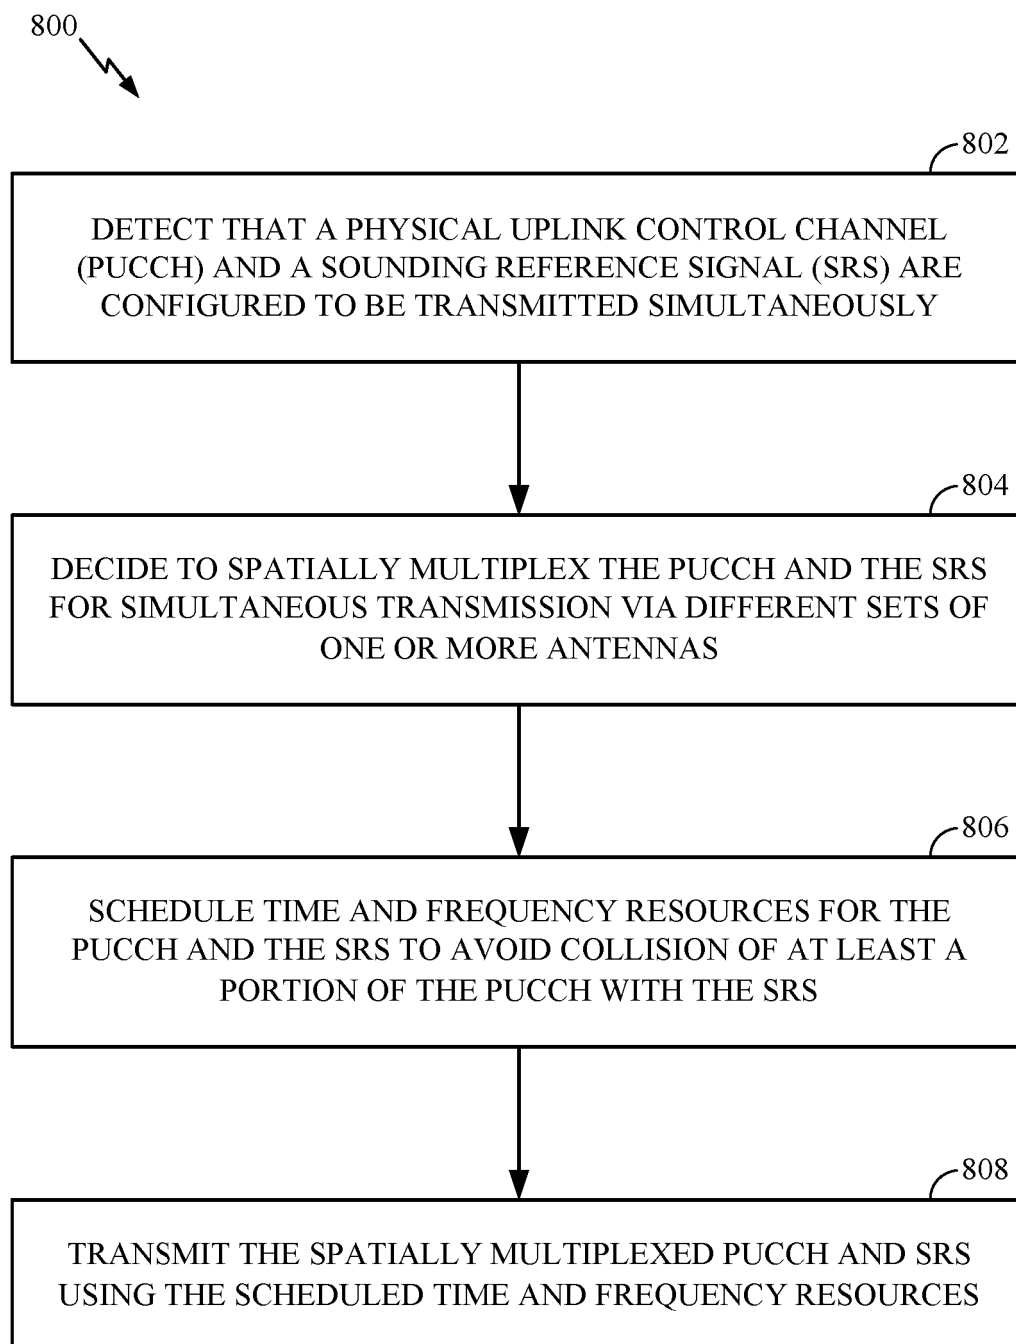 800
802
DETECT THAT A PHYSICAL UPLINK CONTROL CHANNEL
(PUCCH) AND A SOUNDING REFERENCE SIGNAL (SRS) ARE
CONFIGURED TO BE TRANSMITTED SIMULTANEOUSLY
804
DECIDE TO SPATIALLY MULTIPLEX THE PUCCH AND THE SRS
FOR SIMULTANEOUS TRANSMISSION VIA DIFFERENT SETS OF
ONE OR MORE ANTENNAS
806
SCHEDULE TIME AND FREQUENCY RESOURCES FOR THE
PUCCH AND THE SRS TO AVOID COLLISION OF AT LEAST A
PORTION OF THE PUCCH WITH THE SRS
808
TRANSMIT THE SPATIALLY MULTIPLEXED PUCCH AND SRS
USING THE SCHEDULED TIME AND FREQUENCY RESOURCES